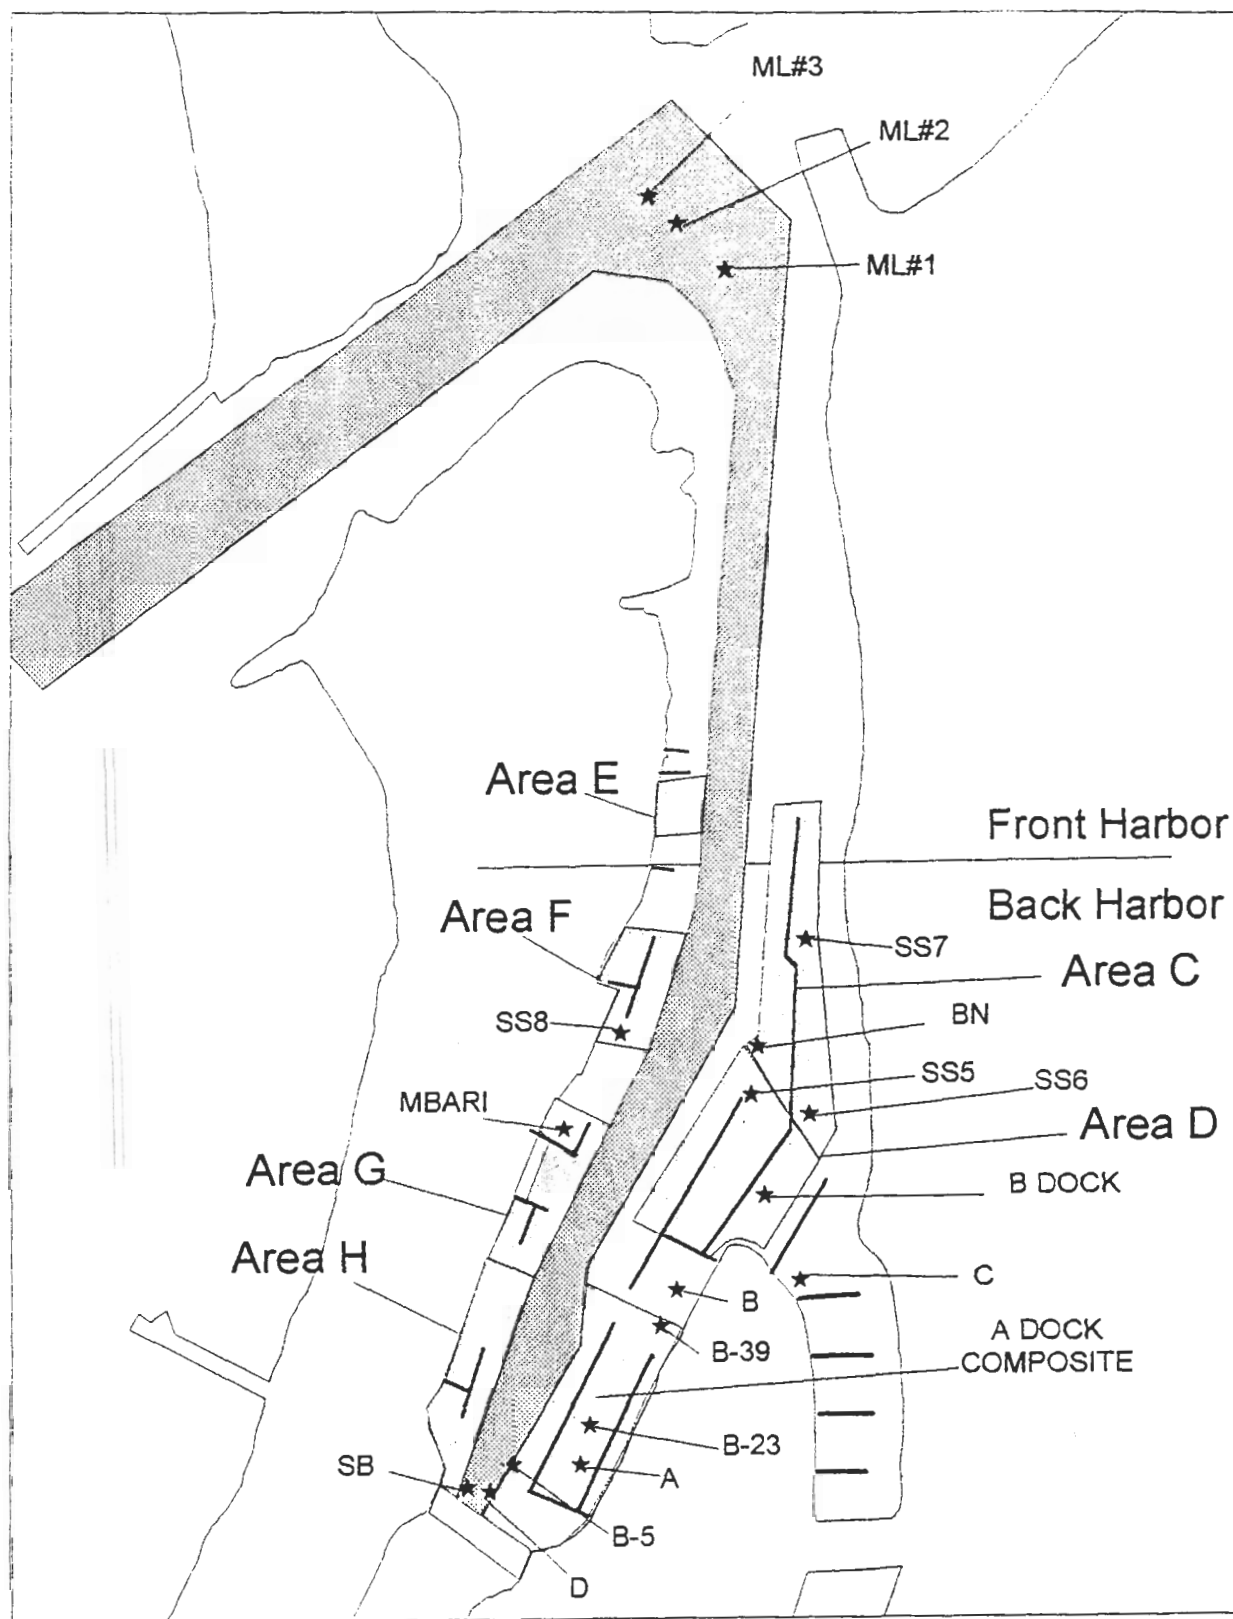 ML#3
ML#2
ML#1
Area E
Front Harbor
Area F
Back Harbor
SS7
Area C
SS8
BN
SS5
SS6
MBARI
Area D
Area G
B DOCK
Area H
C
B
A DOCK
COMPOSITE
B-39
B-23
SB
A
B-5
D